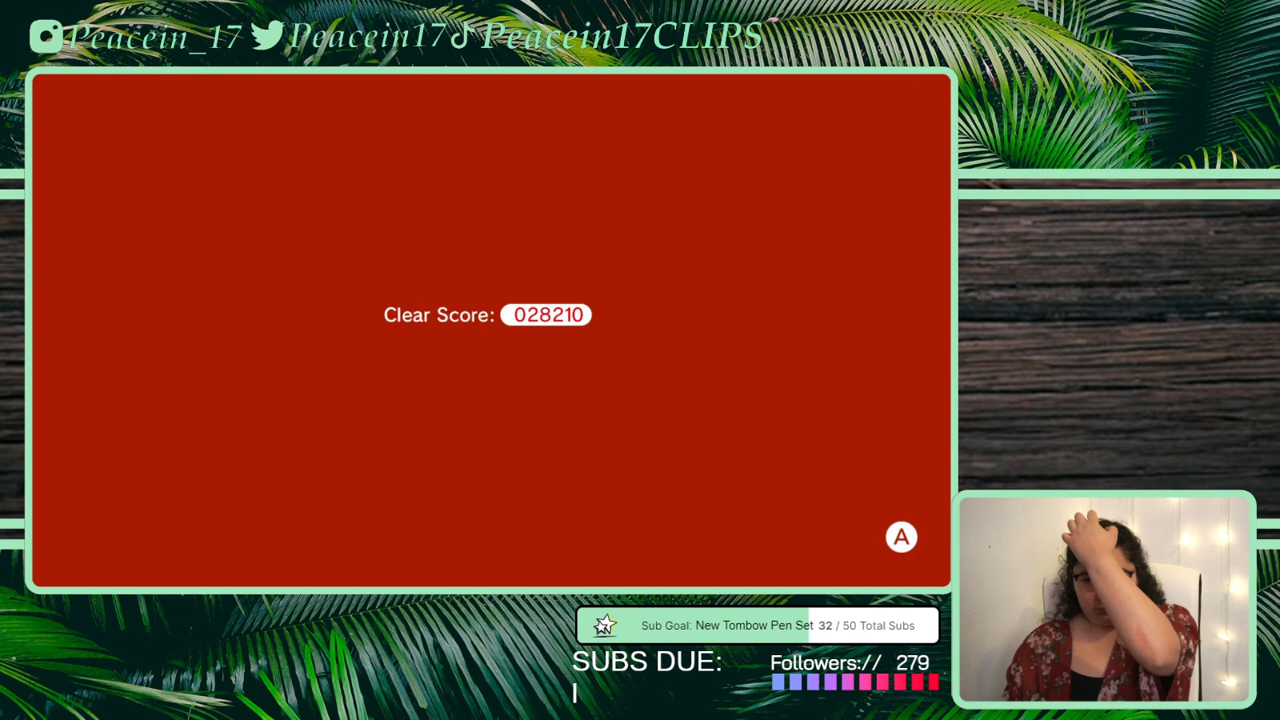 Peacein_17 Peacein17 Peacein17CLIPS
Clear Score: 028210
A
Sub Goal: New Tombow Pen Set 32 / 50 Total Subs
SUBS DUE:
Followers:// 279